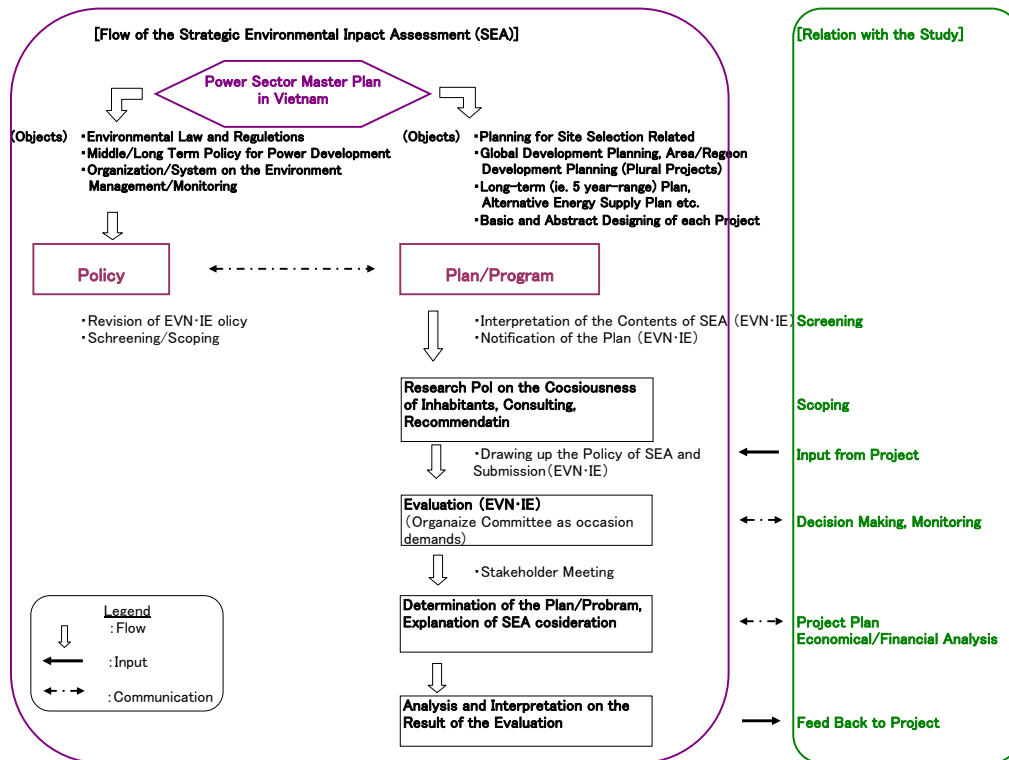 [Flow of the Strategic Environmental Inpact Assessment (SEA)]
[Relation with the Study]
Power Sector Master Plan
in Vietnam
(Objects)
・Environmental Law and Reguletions
・Middle/Long Term Policy for Power Development
・Organization/System on the Environment
Management/Monitoring
(Objects)
・Planning for Site Selection Related
・Global Development Planning, Area/Regeon
Development Planning (Plural Projects)
・Long-term (ie. 5 year-range) Plan,
Alternative Energy Supply Plan etc.
・Basic and Abstract Designing of each Project
Policy
Plan/Program
・Revision of EVN・IE olicy
・Schreening/Scoping
・Interpretation of the Contents of SEA (EVN・IE)
・Notification of the Plan (EVN・IE)
Screening
Research Pol on the Cocsiousness
of Inhabitants, Consulting,
Recommendatin
Scoping
・Drawing up the Policy of SEA and
Submission(EVN・IE)
Input from Project
Evaluation (EVN・IE)
(Organaize Committee as occasion
demands)
Decision Making, Monitoring
・Stakeholder Meeting
Determination of the Plan/Probram,
Explanation of SEA cosideration
Project Plan
Economical/Financial Analysis
Analysis and Interpretation on the
Result of the Evaluation
Feed Back to Project
Legend
:Flow
:Input
:Communication